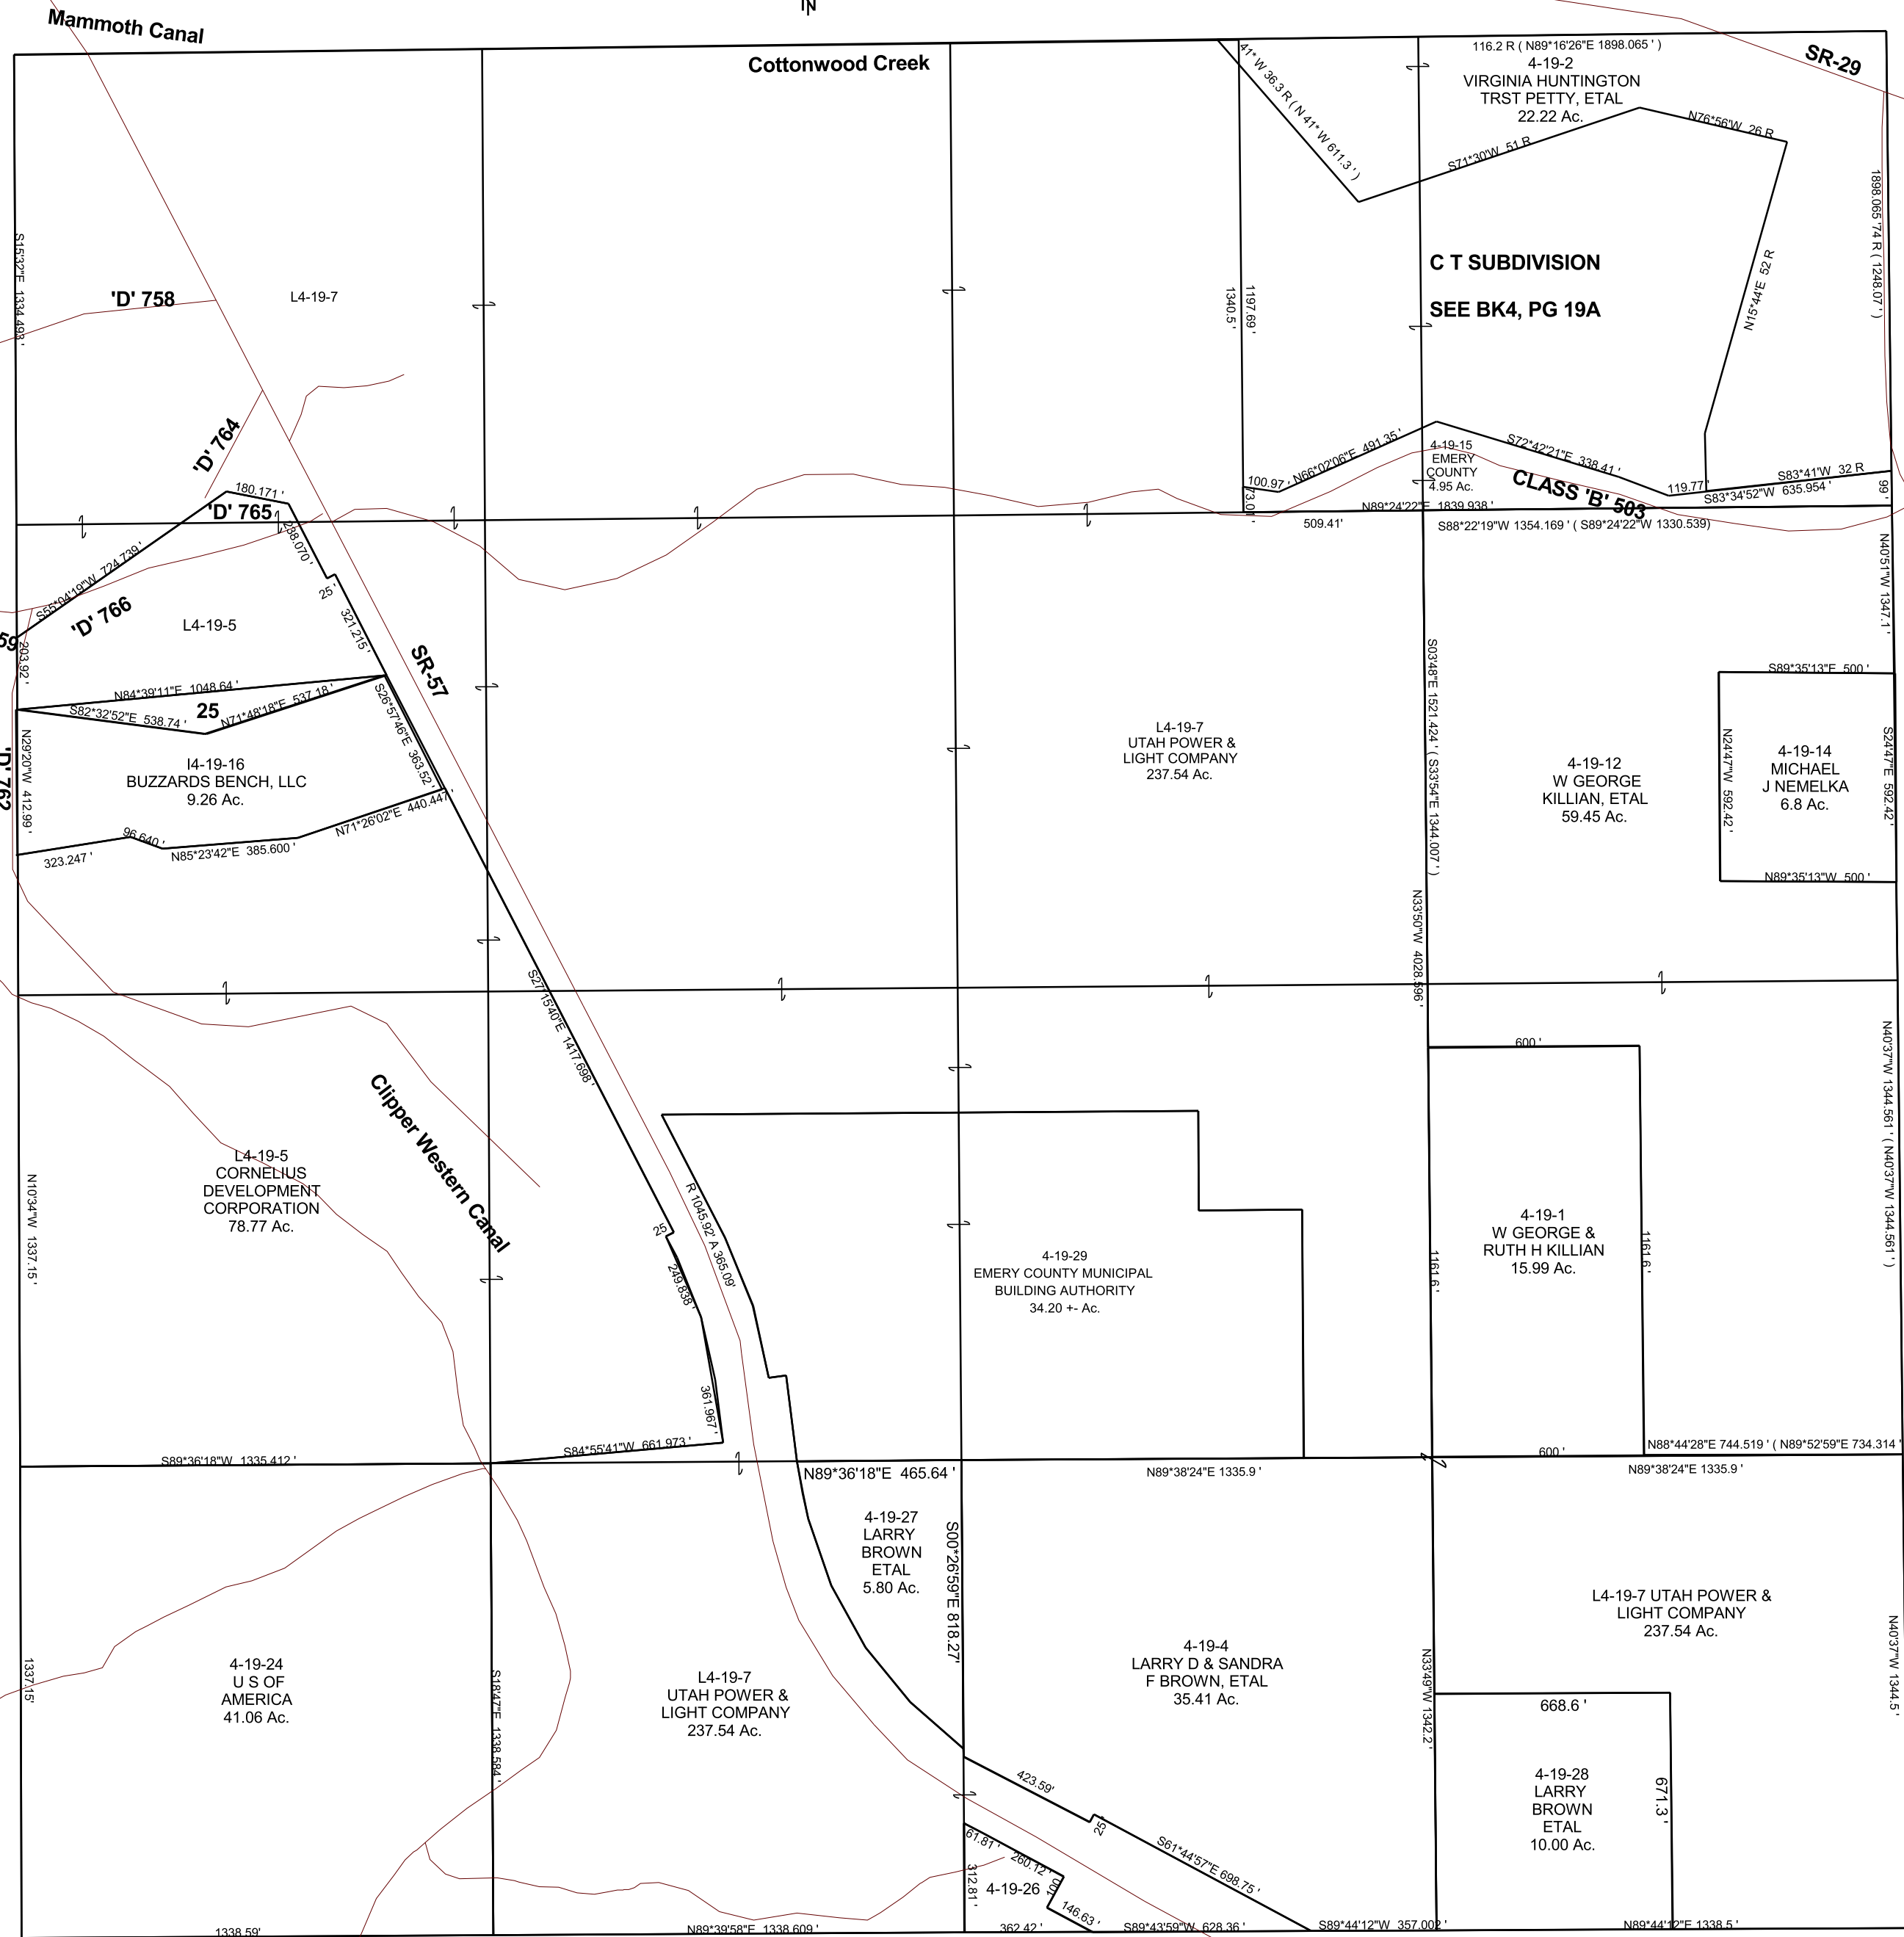 Mammoth Canal
N
Cottonwood Creek
SR-29
116.2 R ( N89*16'26"E 1898.065 ' )
4-19-2
VIRGINIA HUNTINGTON
TRST PETTY, ETAL
22.22 Ac.
41* W 36.3 R ( N 41* W 611.3 ' )
S71*30'W 51 R
N76*56'W 26 R
N15*44'E 52 R
1898.065 '74 R ( 1248.07 ' )
S15'32"E 1334.493 '
'D' 758
L4-19-7
1340.5 '
1197.69 '
C T SUBDIVISION
SEE BK4, PG 19A
'D' 764
180.171 '
'D' 765
238.070 '
S55*04'19"W 724.739 '
25 '
321.215 '
'D' 766
L4-19-5
59
203.92 '
100.97 '
N66*02'06"E 491.35 '
73.01 '
4-19-15
EMERY
COUNTY
4.95 Ac.
S72*42'21"E 338.41 '
CLASS 'B' 503
119.77 '
S83*41'W 32 R
S83*34'52"W 635.954 '
99 '
N89*24'22"E 1839.938 '
509.41'
S88*22'19"W 1354.169 ' ( S89*24'22"W 1330.539)
N40'51"W 1347.1 '
SR-57
N84*39'11"E 1048.64 '
S82*32'52"E 538.74 '
25
N71*48'18"E 537.18 '
S26*57'46"E 363.52 '
'D' 762
N29'20"W 412.99 '
I4-19-16
BUZZARDS BENCH, LLC
9.26 Ac.
323.247 '
96.640 '
N85*23'42"E 385.600 '
N71*26'02"E 440.447 '
L4-19-7
UTAH POWER &
LIGHT COMPANY
237.54 Ac.
S03'48"E 1521.424 ' ( S33'54"E 1344.007 ' )
N33'50"W 4028.596 '
4-19-12
W GEORGE
KILLIAN, ETAL
59.45 Ac.
S89*35'13"E 500 '
N24'47"W 592.42 '
4-19-14
MICHAEL
J NEMELKA
6.8 Ac.
S24'47"E 592.42 '
N89*35'13"W 500 '
S27*15'40"E 1417.698 '
Clipper Western Canal
L4-19-5
CORNELIUS
DEVELOPMENT
CORPORATION
78.77 Ac.
N10'34"W 1337.15 '
25 '
249.838 '
361.967 '
R 1045.92' A 365.09'
4-19-29
EMERY COUNTY MUNICIPAL
BUILDING AUTHORITY
34.20 +- Ac.
600 '
1161.6 '
4-19-1
W GEORGE &
RUTH H KILLIAN
15.99 Ac.
1161.6 '
N40'37"W 1344.561 ' ( N40'37"W 1344.561 ' )
S84*55'41"W 661.973 '
S89*36'18"W 1335.412 '
N89*36'18"E 465.64 '
N89*38'24"E 1335.9 '
600 '
N88*44'28"E 744.519 ' ( N89*52'59"E 734.314 '
N89*38'24"E 1335.9 '
4-19-27
LARRY
BROWN
ETAL
5.80 Ac.
S00*26'59"E 818.27'
4-19-24
U S OF
AMERICA
41.06 Ac.
1337.15'
S18'47"E 1338.584 '
L4-19-7
UTAH POWER &
LIGHT COMPANY
237.54 Ac.
4-19-4
LARRY D & SANDRA
F BROWN, ETAL
35.41 Ac.
N33'49"W 1342.2 '
L4-19-7 UTAH POWER &
LIGHT COMPANY
237.54 Ac.
N40'37"W 1344.5 '
668.6 '
4-19-28
LARRY
BROWN
ETAL
10.00 Ac.
671.3 '
423.59'
25'
S61*44'57"E 698.75 '
61.81 '
260.12 '
312.81 '
4-19-26
100 '
146.63 '
1338.59'
N89*39'58"E 1338.609 '
362.42 '
S89*43'59"W 628.36 '
S89*44'12"W 357.002 '
N89*44'12"E 1338.5 '